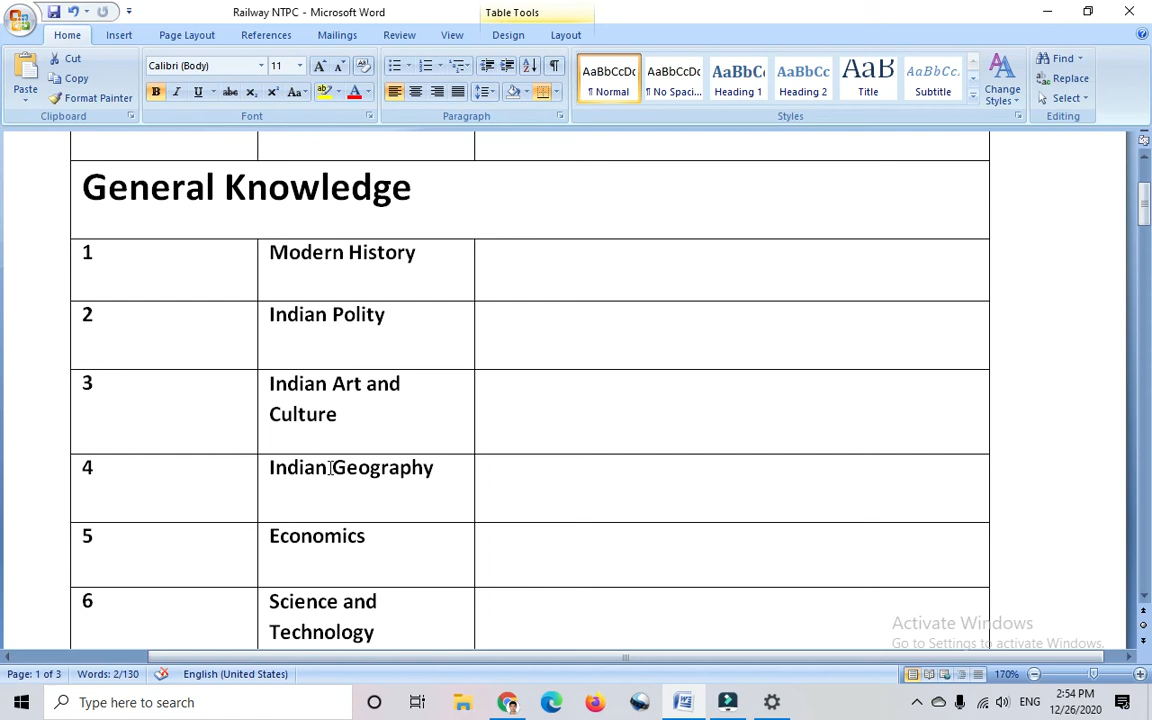 Railway NTPC - Microsoft Word
Table Tools
Home Insert Page Layout References Mailings Review View Design Layout
Paste
Cut
Copy
Format Painter
Clipboard
Calibri (Body) 11
B I U abc X₂ X² Aa
Font
Paragraph
AaBbCcDc AaBbCcDc AaBbC AaBbCc AaB AaBbCc.
¶ Normal ¶ No Spaci... Heading 1 Heading 2 Title Subtitle
Change Styles
Styles
Find
Replace
Select
Editing
General Knowledge
1 Modern History
2 Indian Polity
3 Indian Art and
Culture
4 Indian Geography
5 Economics
6 Science and
Technology
Activate Windows
Go to Settings to activate Windows.
Page: 1 of 3 Words: 2/130 English (United States) 170%
Type here to search
ENG
2:54 PM
12/26/2020